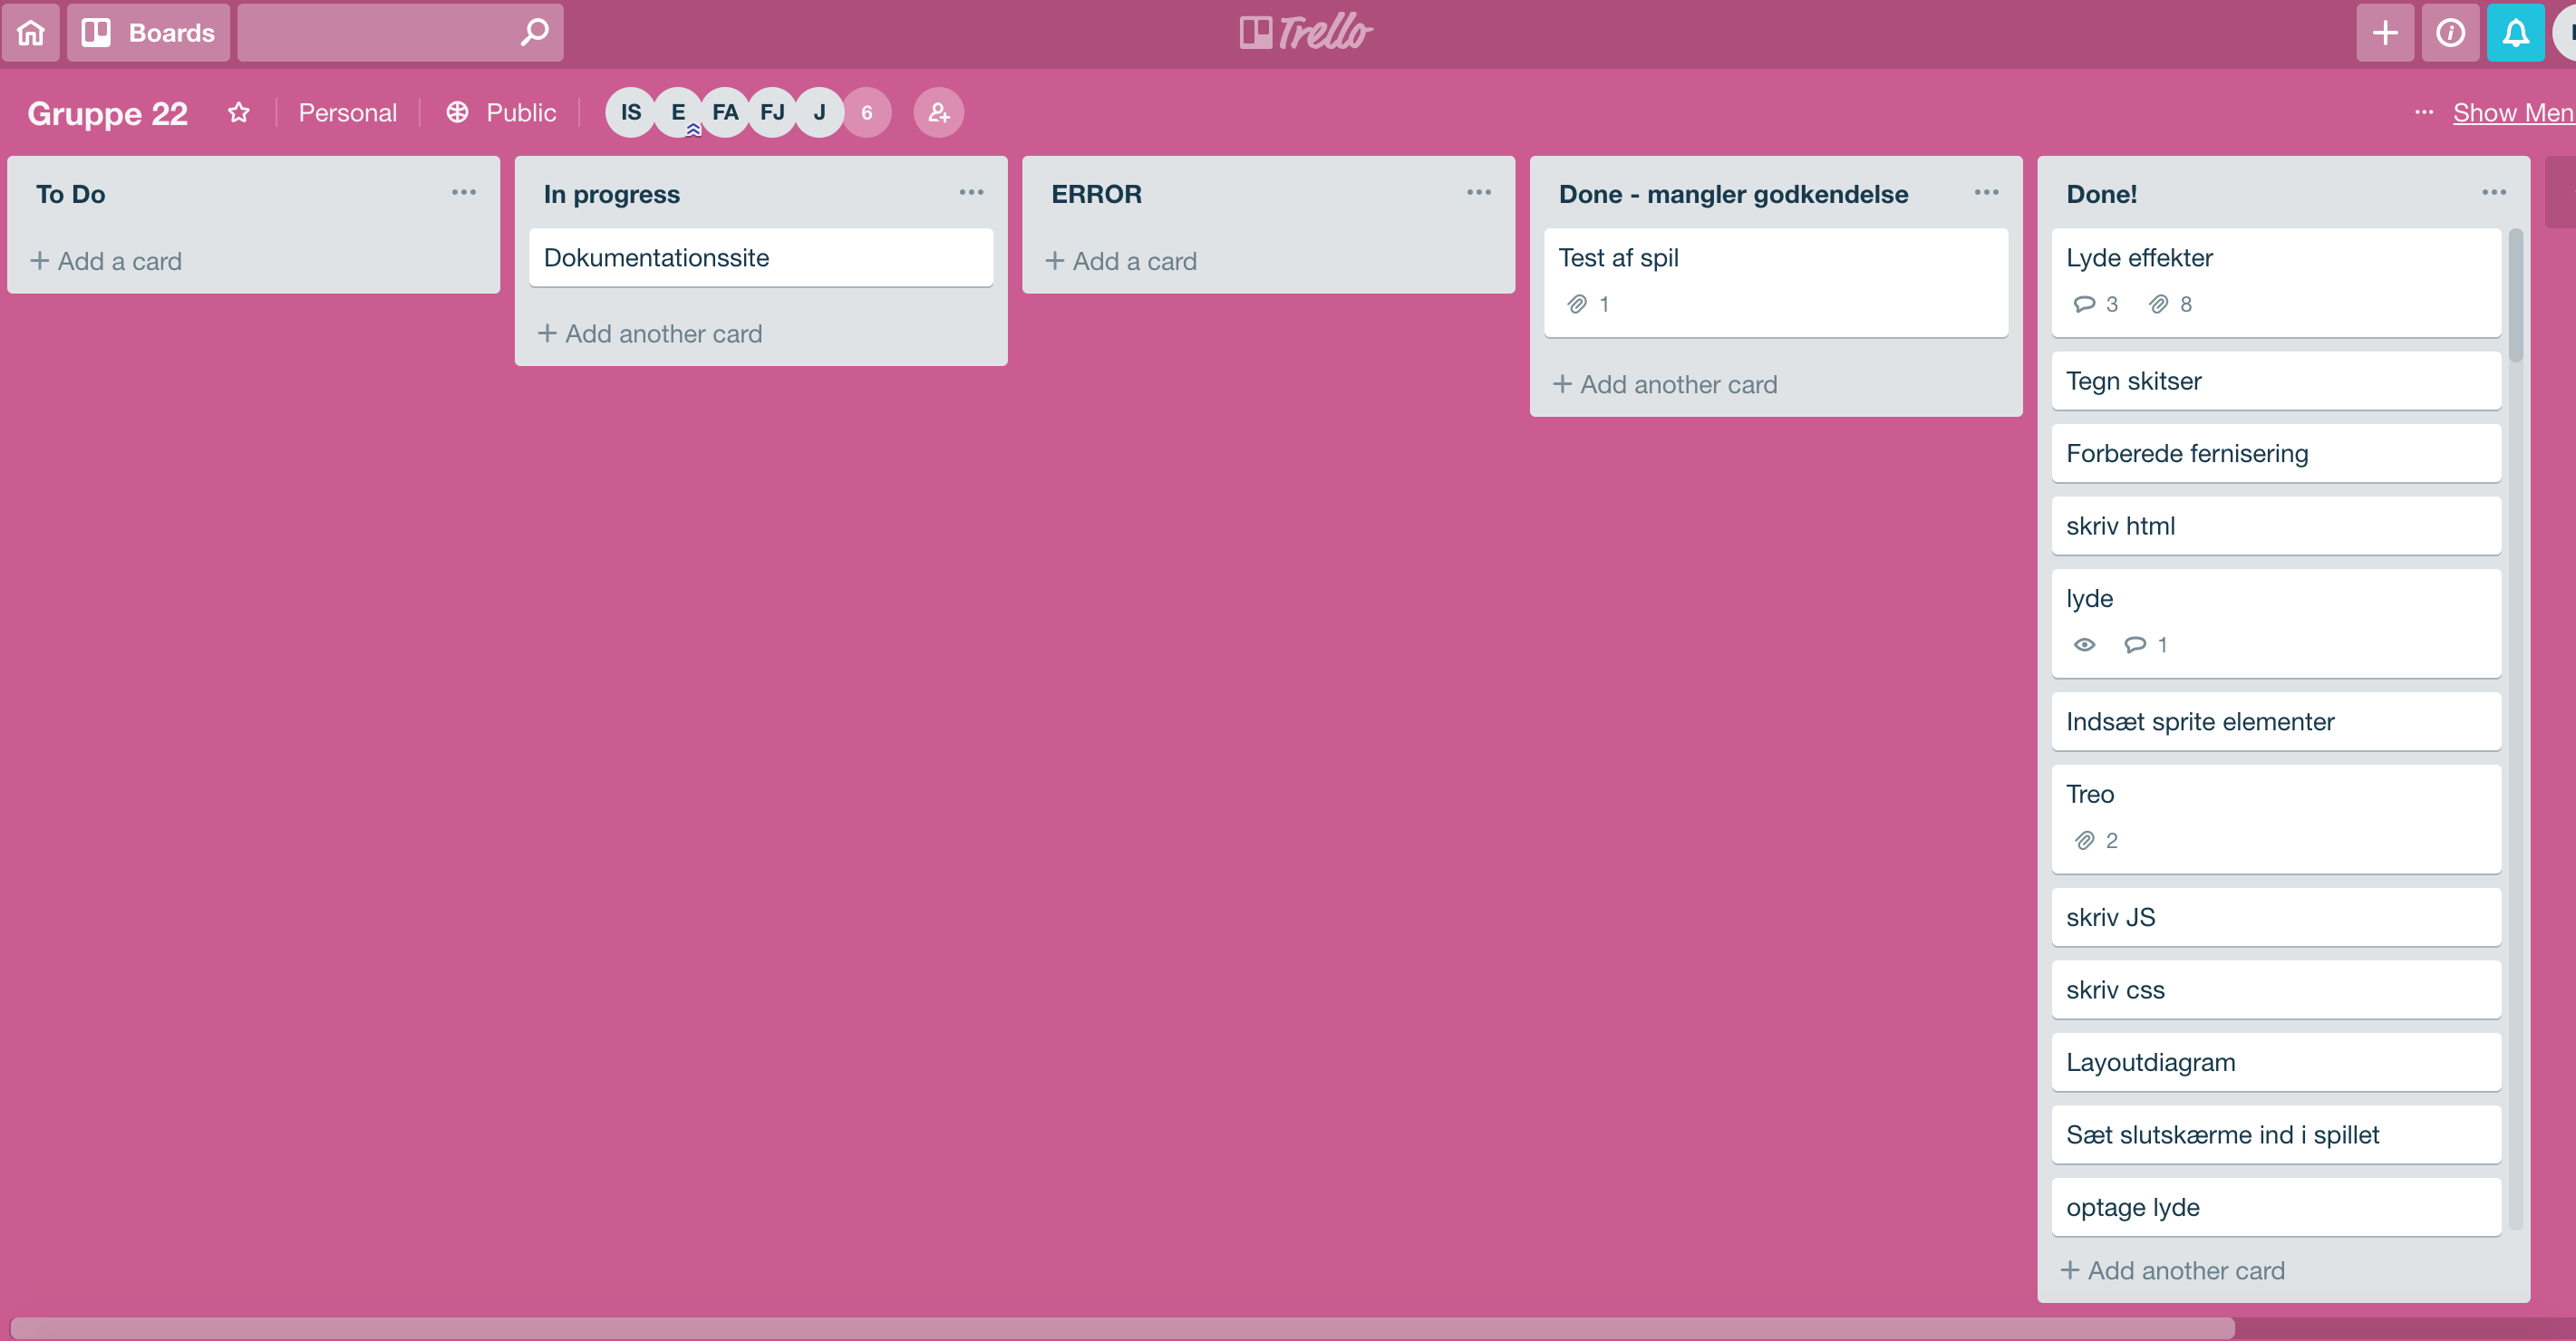 Boards
Trello
Gruppe 22
Personal
Public
IS
E
FA
FJ
J
6
Show Men
To Do
+ Add a card
In progress
Dokumentationssite
+ Add another card
ERROR
+ Add a card
Done - mangler godkendelse
Test af spil
1
+ Add another card
Done!
Lyde effekter
3 8
Tegn skitser
Forberede fernisering
skriv html
lyde
1
Indsæt sprite elementer
Treo
2
skriv JS
skriv css
Layoutdiagram
Sæt slutskærme ind i spillet
optage lyde
+ Add another card